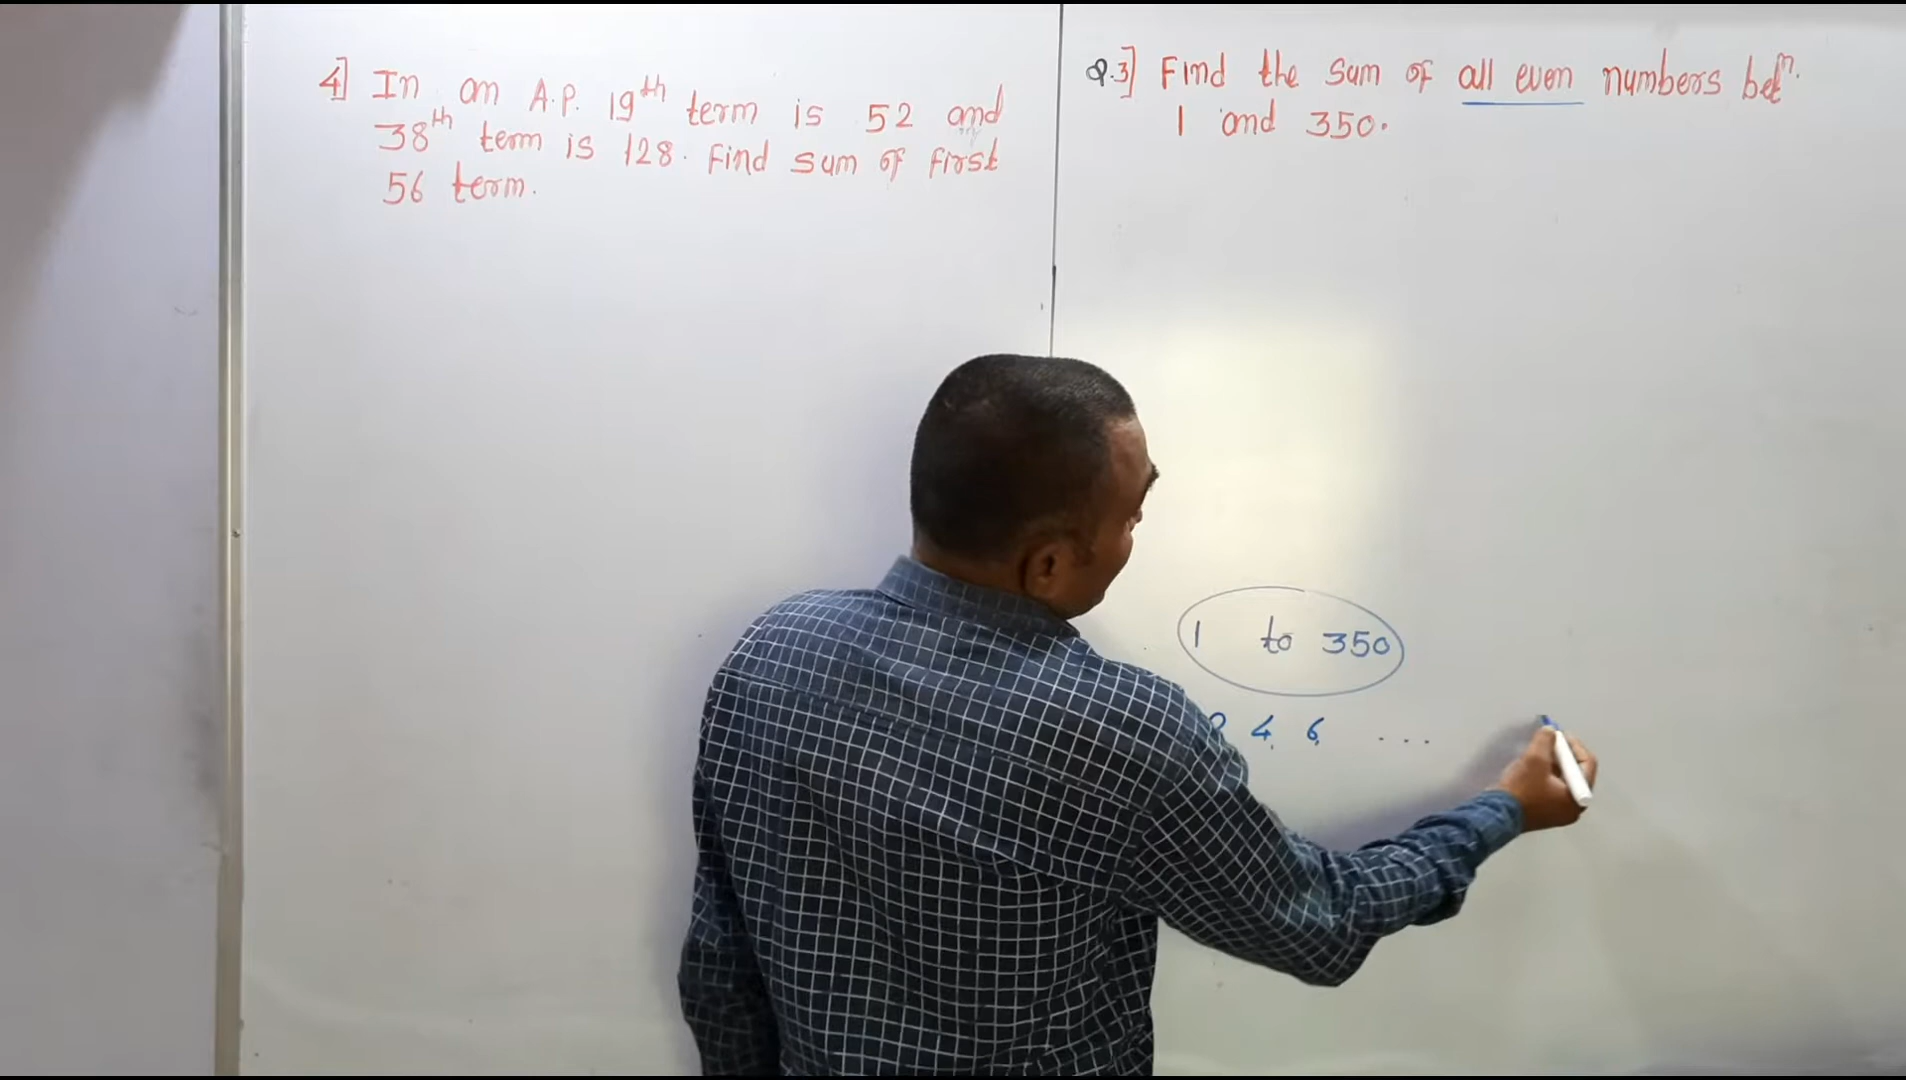 4] In an A.P. 19th term is 52 and
38th term is 128. Find sum of first
56 term.
Q.3] Find the sum of all even numbers betn.
1 and 350.
1 to 350
2 4, 6, ...